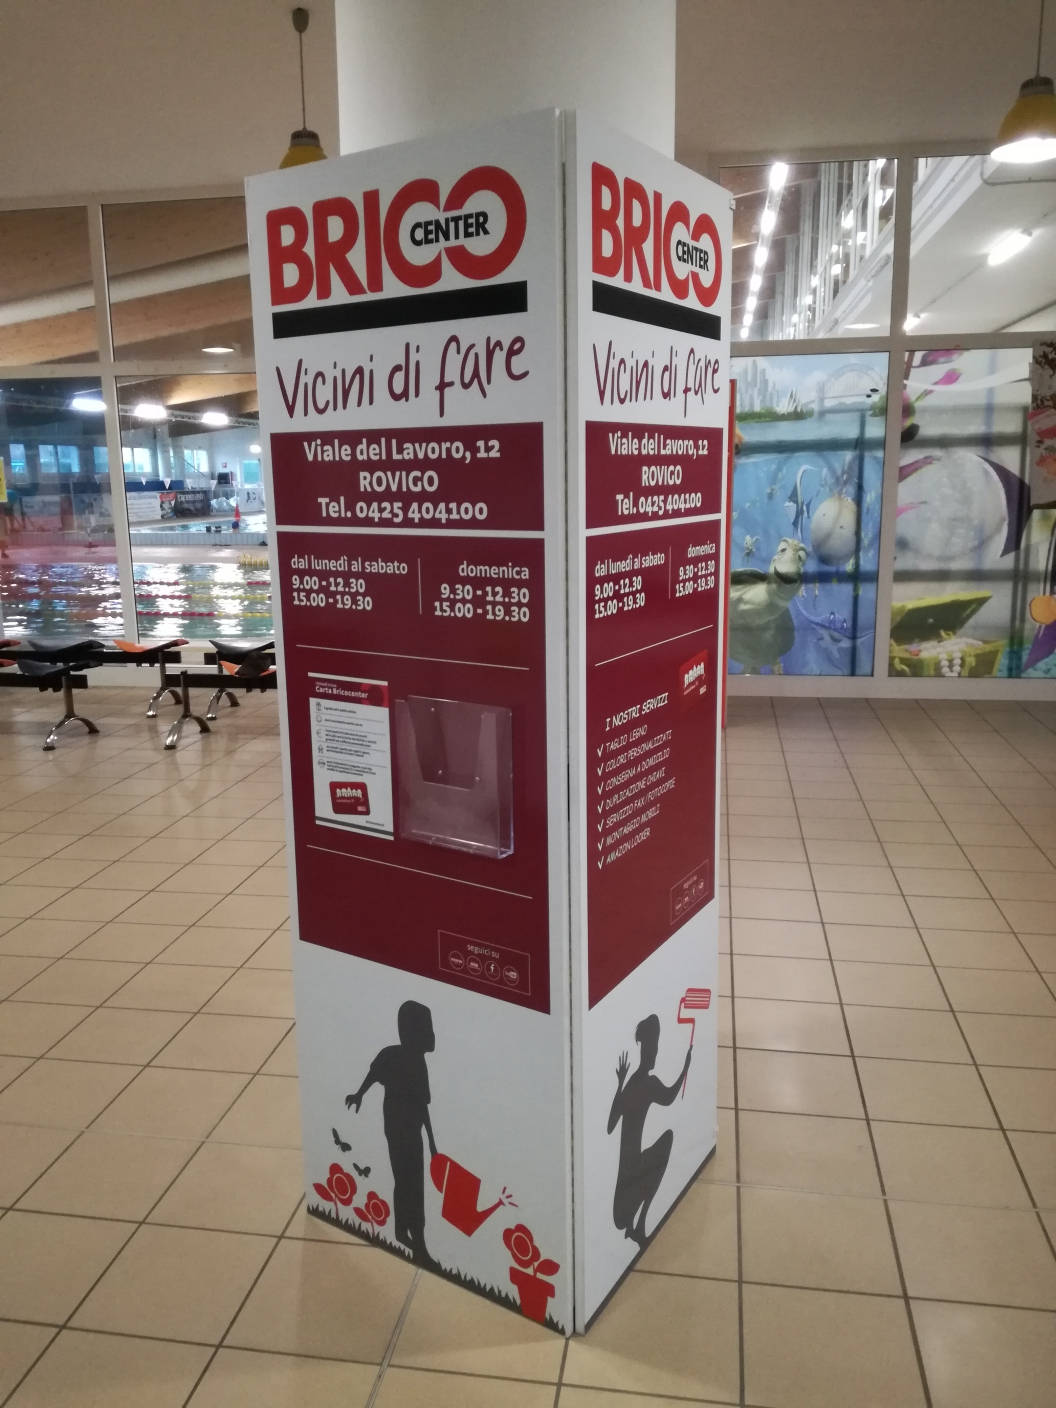 BRICO
CENTER
Vicini di fare
Viale del Lavoro, 12
ROVIGO
Tel. 0425 404100
dal lunedì al sabato
9.00 - 12.30
15.00 - 19.30
domenica
9.30 - 12.30
15.00 - 19.30
Carta Bricocenter
seguici su
BRICO
CENTER
Vicini di fare
Viale del Lavoro, 12
ROVIGO
Tel. 0425 404100
dal lunedì al sabato
9.00 - 12.30
15.00 - 19.30
domenica
9.30 - 12.30
15.00 - 19.30
I NOSTRI SERVIZI
✓ TAGLIO LEGNO
✓ COLORI PERSONALIZZATI
✓ CONSEGNA A DOMICILIO
✓ DUPLICAZIONE CHIAVI
✓ SERVIZIO FAX / FOTOCOPIE
✓ MONTAGGIO MOBILI
✓ AMAZON LOCKER
seguici su